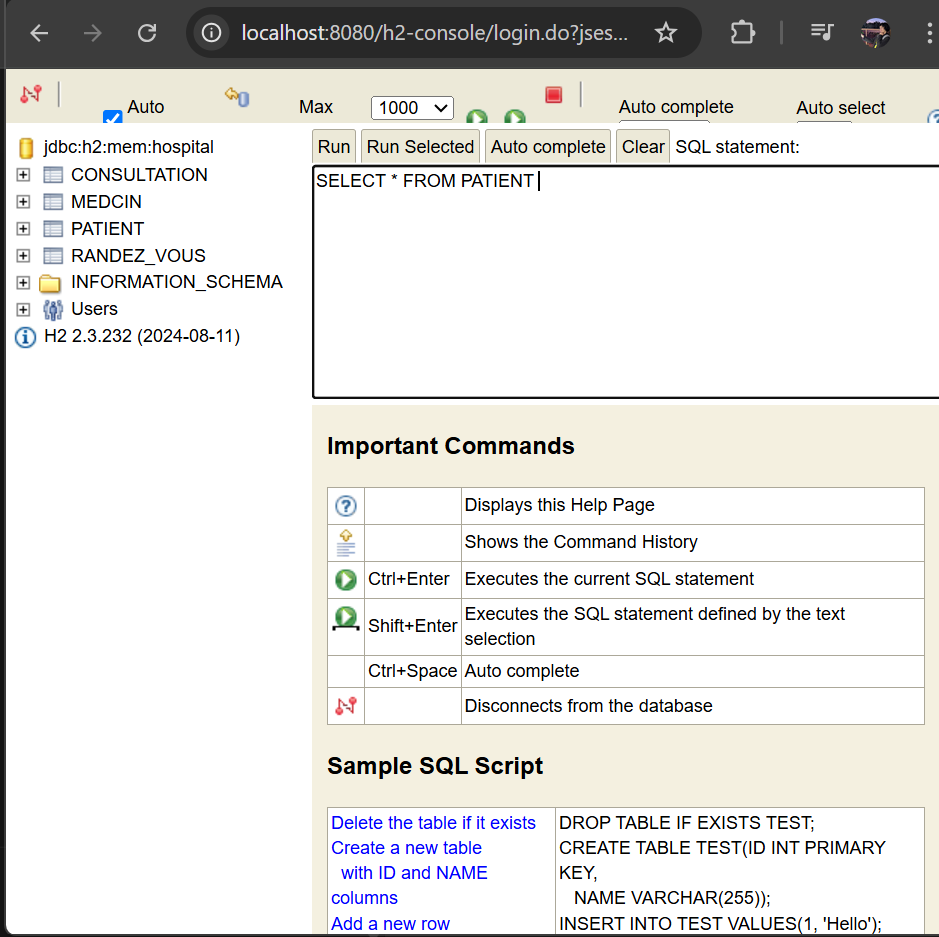 localhost:8080/h2-console/login.do?jses...
Auto
Max
1000
Auto complete
Auto select
jdbc:h2:mem:hospital
CONSULTATION
MEDCIN
PATIENT
RANDEZ_VOUS
INFORMATION_SCHEMA
Users
H2 2.3.232 (2024-08-11)
Run
Run Selected
Auto complete
Clear
SQL statement:
SELECT * FROM PATIENT
Important Commands
Displays this Help Page
Shows the Command History
Ctrl+Enter Executes the current SQL statement
Shift+Enter Executes the SQL statement defined by the text
selection
Ctrl+Space Auto complete
Disconnects from the database
Sample SQL Script
Delete the table if it exists
Create a new table
with ID and NAME
columns
Add a new row
DROP TABLE IF EXISTS TEST;
CREATE TABLE TEST(ID INT PRIMARY
KEY,
NAME VARCHAR(255));
INSERT INTO TEST VALUES(1, 'Hello');